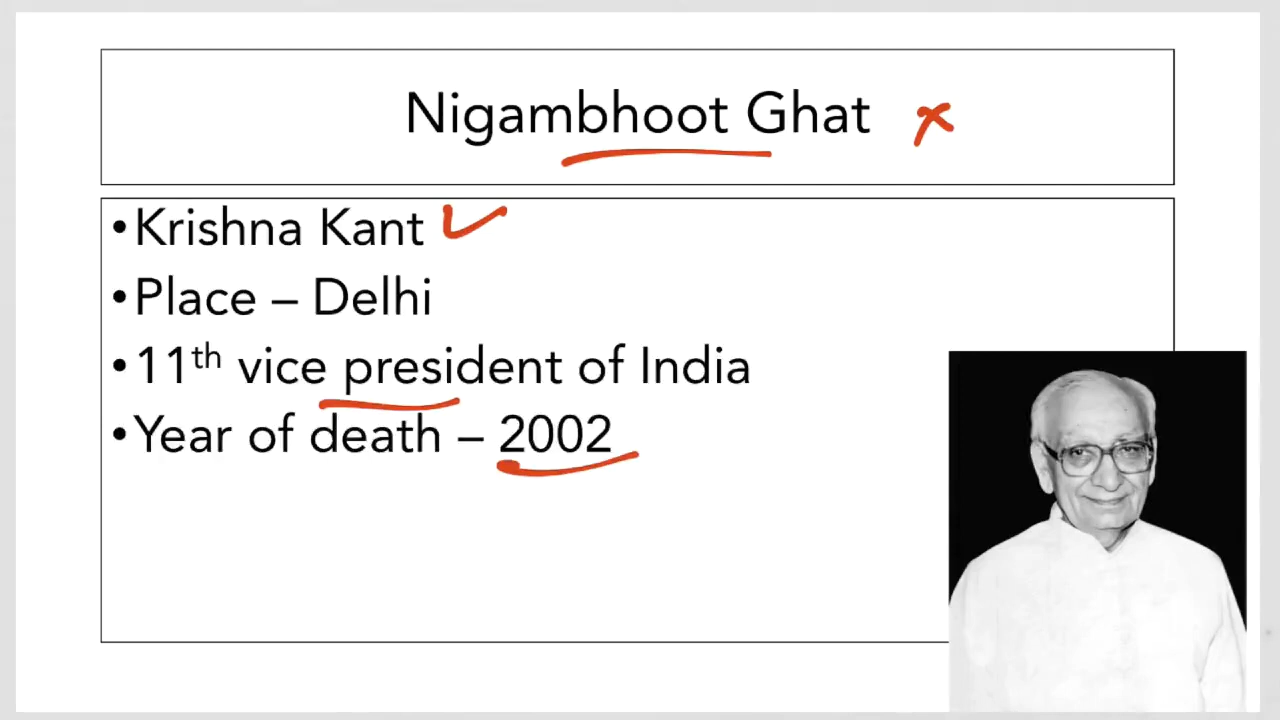 Nigambhoot Ghat
•Krishna Kant
•Place – Delhi
•11th vice president of India
•Year of death – 2002